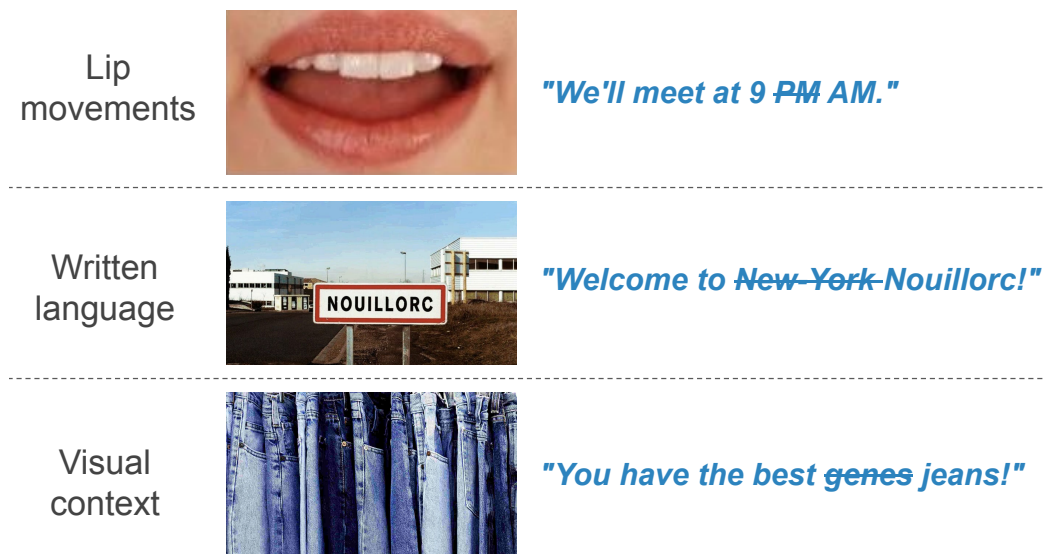 Lip
movements
"We'll meet at 9 PM AM."
Written
language
NOUILLORC
"Welcome to New-York Nouillorc!"
Visual
context
"You have the best genes jeans!"